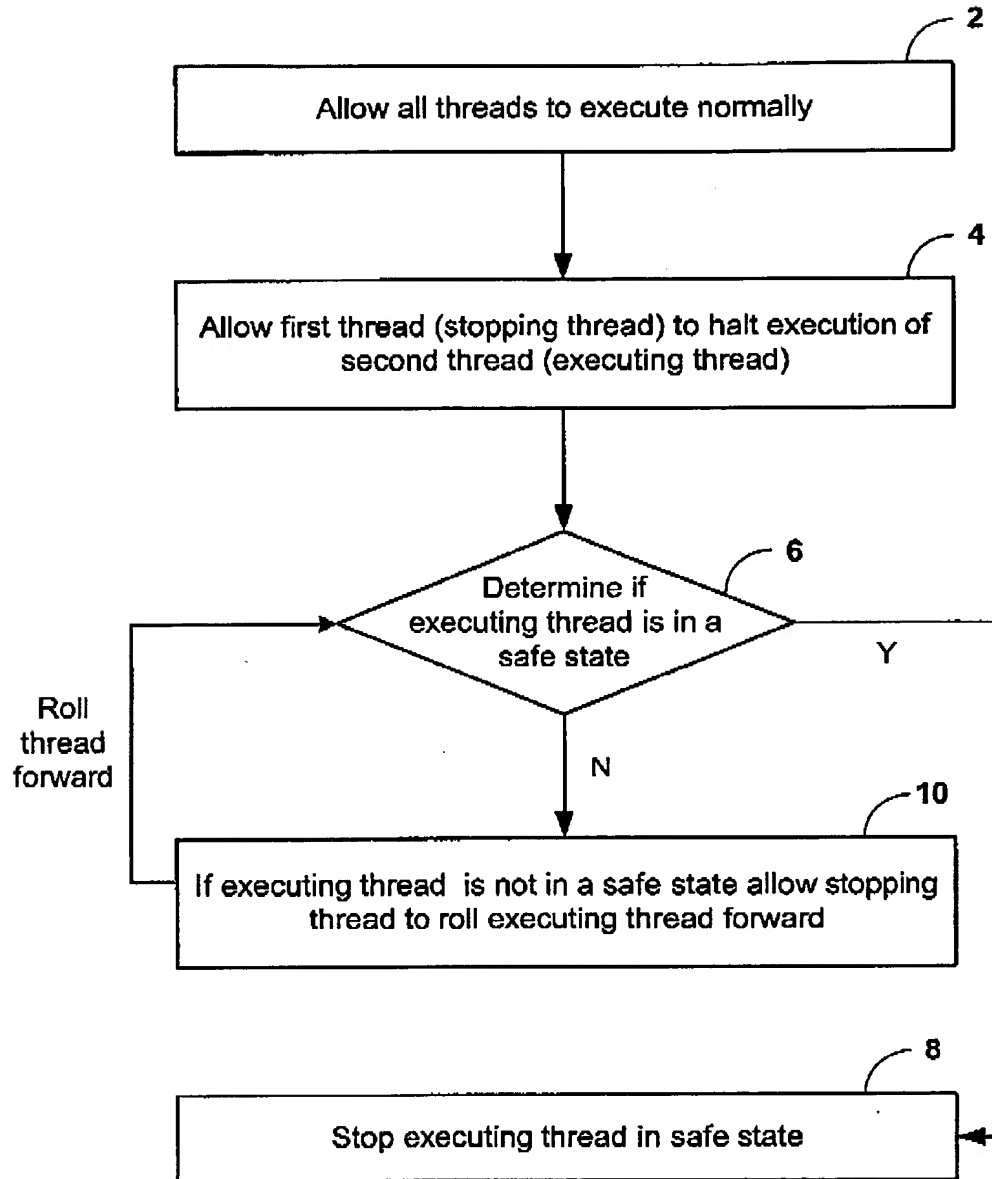 2
Allow all threads to execute normally
4
Allow first thread (stopping thread) to halt execution of
second thread (executing thread)
6
Determine if
executing thread is in a
safe state
Y
Roll
thread
forward
N
10
If executing thread is not in a safe state allow stopping
thread to roll executing thread forward
8
Stop executing thread in safe state